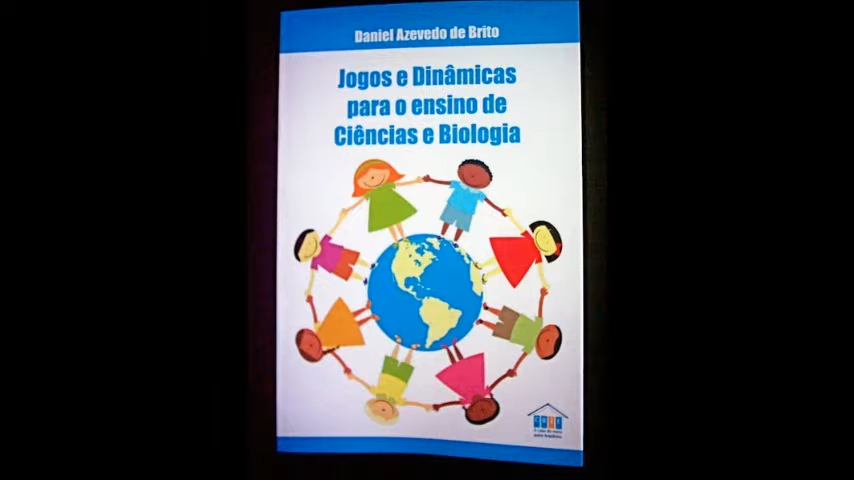 Daniel Azevedo de Brito
Jogos e Dinâmicas
para o ensino de
Ciências e Biologia